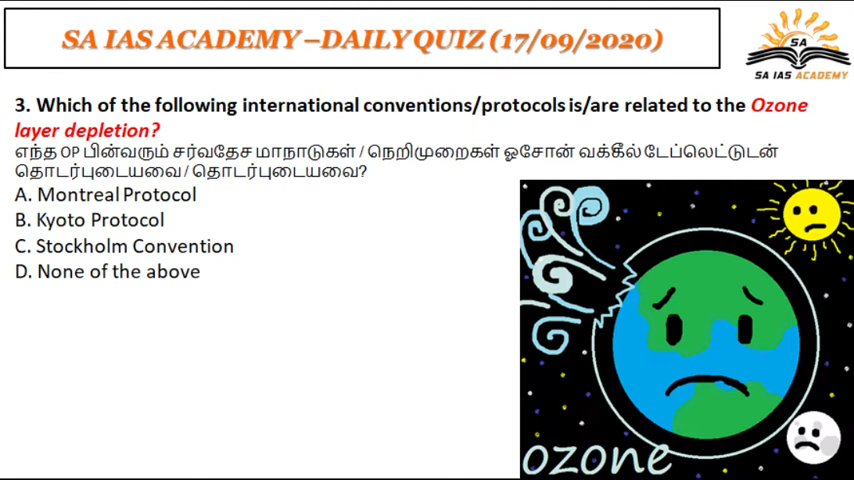 SA IAS ACADEMY –DAILY QUIZ (17/09/2020)
SA
SA IAS ACADEMY
3. Which of the following international conventions/protocols is/are related to the Ozone
layer depletion?
எந்த OP பின்வரும் சர்வதேச மாநாடுகள் / நெறிமுறைகள் ஓசோன் வக்கீல் டேப்லெட்டுடன்
தொடர்புடையவை / தொடர்புடையவை?
A. Montreal Protocol
B. Kyoto Protocol
C. Stockholm Convention
D. None of the above
ozone